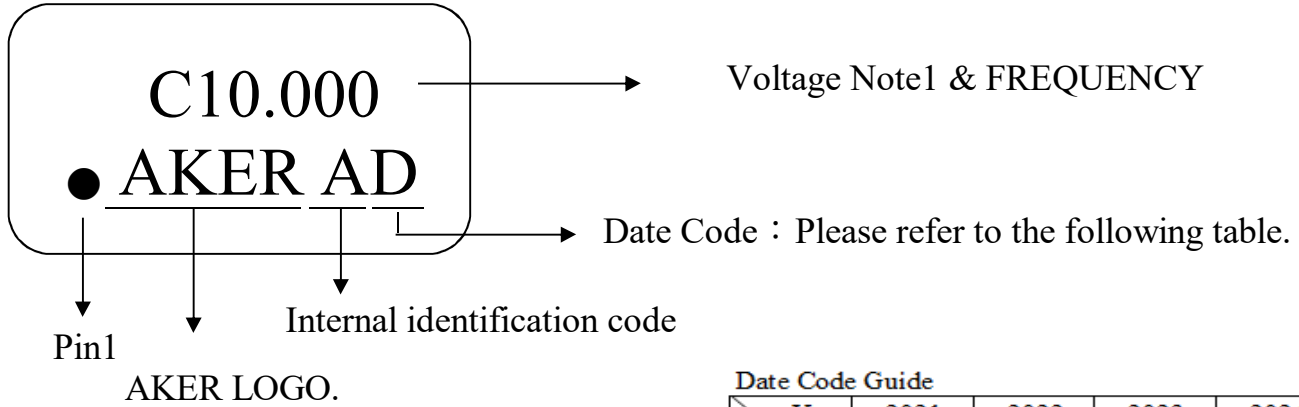 C10.000
Voltage Note1 & FREQUENCY
● AKER AD
Date Code：Please refer to the following table.
Internal identification code
Pin1
AKER LOGO.
Date Code Guide
2021 2022